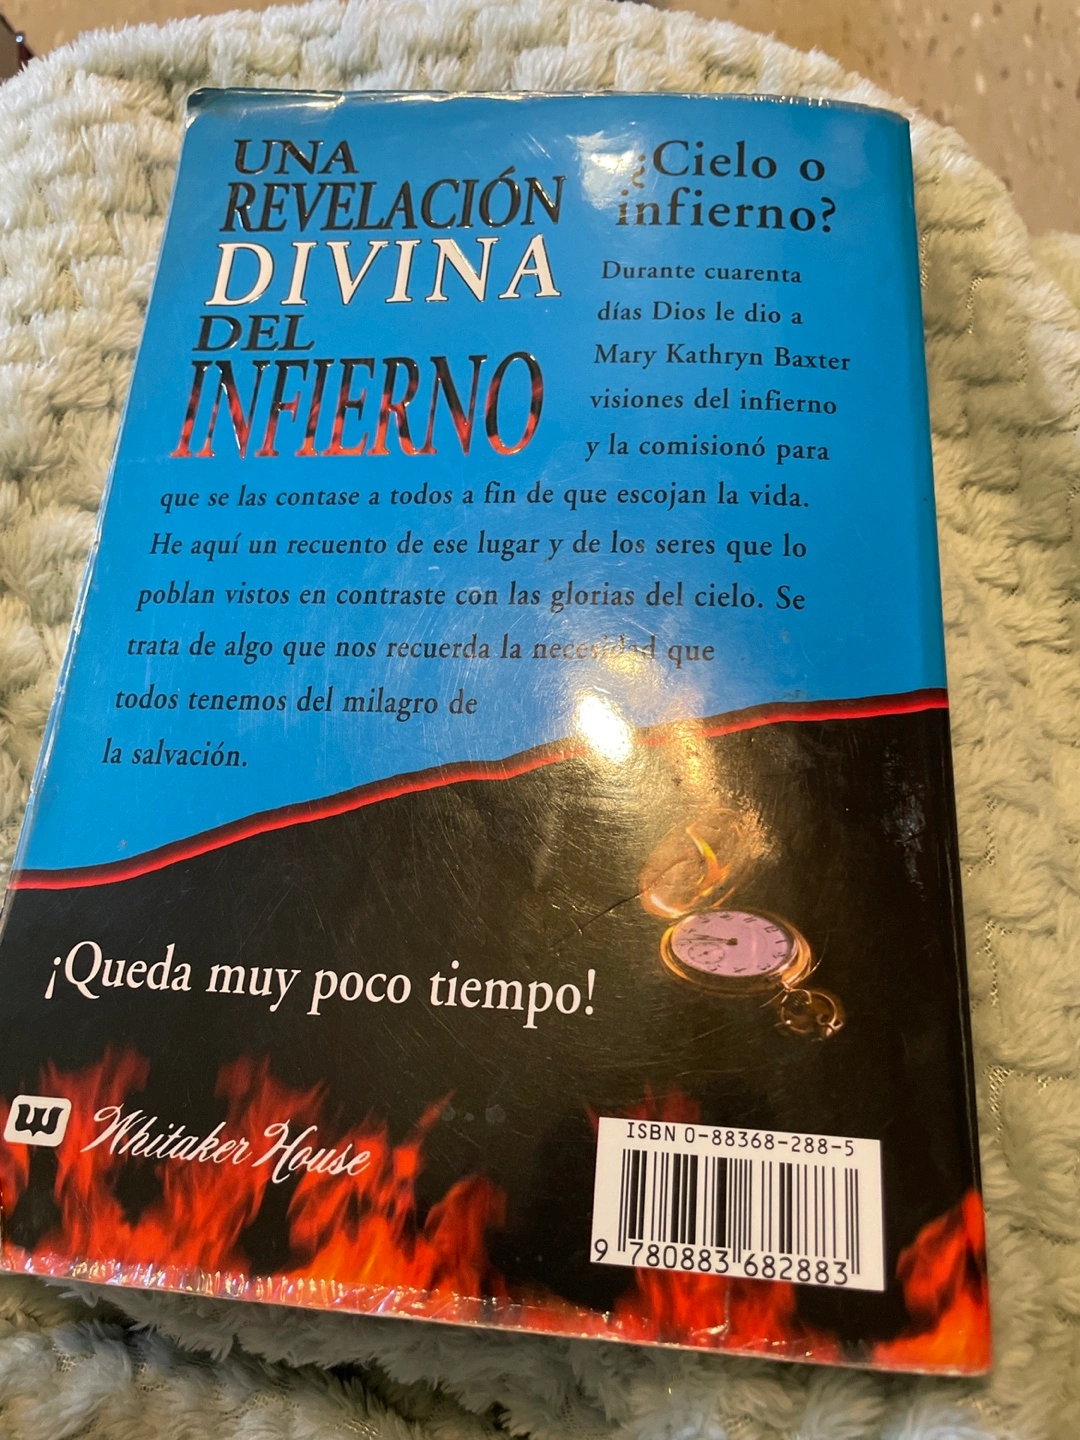 UNA
REVELACIÓN
DIVINA
DEL
INFIERNO
¿Cielo o
infierno?
Durante cuarenta
días Dios le dio a
Mary Kathryn Baxter
visiones del infierno
y la comisionó para
que se las contase a todos a fin de que escojan la vida.
He aquí un recuento de ese lugar y de los seres que lo
poblan vistos en contraste con las glorias del cielo. Se
trata de algo que nos recuerda la necesidad que
todos tenemos del milagro de
la salvación.
¡Queda muy poco tiempo!
W Whitaker House
ISBN 0-88368-288-5
9 780883 682883